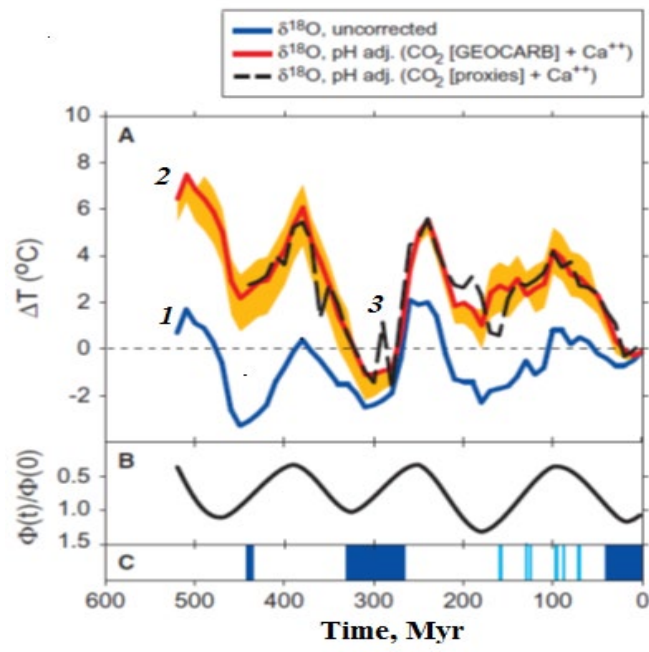 δ¹⁸O, uncorrected
δ¹⁸O, pH adj. (CO₂ [GEOCARB] + Ca⁺⁺)
δ¹⁸O, pH adj. (CO₂ [proxies] + Ca⁺⁺)
A
10
8
6
4
2
0
-2
ΔT (°C)
2
1
3
B
0.5
1.0
1.5
Φ(t)/Φ(0)
C
600 500 400 300 200 100 0
Time, Myr